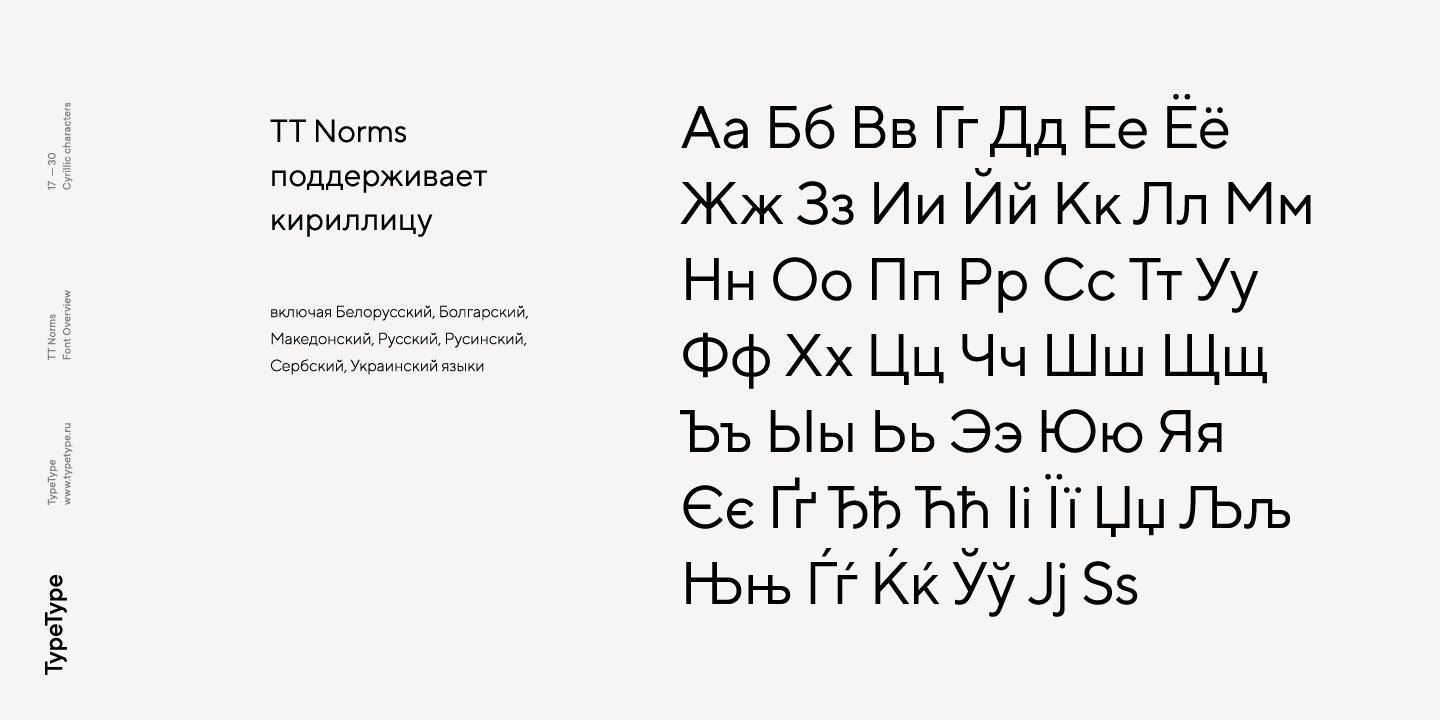 17 — 30
Cyrillic characters
TT Norms
Font Overview
TypeType
www.typetype.ru
TypeType
TT Norms
поддерживает
кириллицу
включая Белорусский, Болгарский,
Македонский, Русский, Русинский,
Сербский, Украинский языки
Аа Бб Вв Гг Дд Ее Ёё
Жж Зз Ии Йй Кк Лл Мм
Нн Оо Пп Рр Сс Тт Уу
Фф Хх Цц Чч Шш Щщ
Ъъ Ыы Ьь Ээ Юю Яя
Єє Ґґ Ђђ Ћћ Іі Її Џџ Љљ
Њњ Ѓѓ Ќќ Ўў Јј Ѕѕ